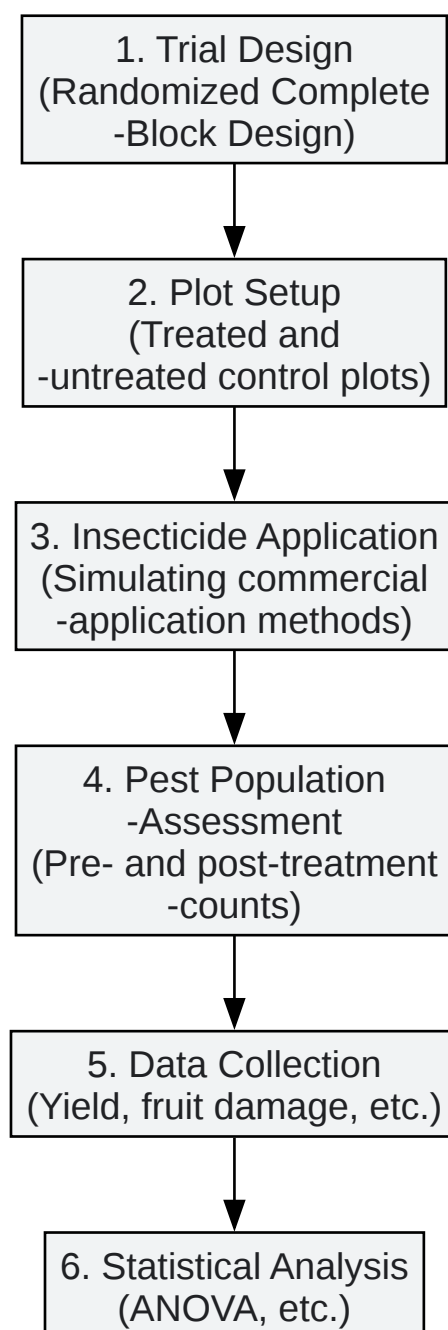 1. Trial Design
(Randomized Complete
-Block Design)
2. Plot Setup
(Treated and
-untreated control plots)
3. Insecticide Application
(Simulating commercial
-application methods)
4. Pest Population
-Assessment
(Pre- and post-treatment
-counts)
5. Data Collection
(Yield, fruit damage, etc.)
6. Statistical Analysis
(ANOVA, etc.)